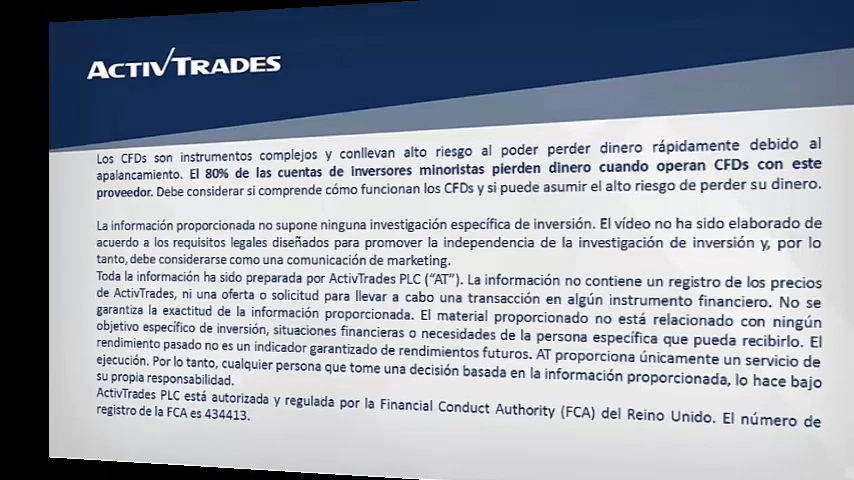 ACTIVTRADES
Los CFDs son instrumentos complejos y conllevan alto riesgo al poder perder dinero rápidamente debido al
apalancamiento. El 80% de las cuentas de inversores minoristas pierden dinero cuando operan CFDs con este
proveedor. Debe considerar si comprende cómo funcionan los CFDs y si puede asumir el alto riesgo de perder su dinero.
La información proporcionada no supone ninguna investigación específica de inversión. El vídeo no ha sido elaborado de
acuerdo a los requisitos legales diseñados para promover la independencia de la investigación de inversión y, por lo
tanto, debe considerarse como una comunicación de marketing.
Toda la información ha sido preparada por ActivTrades PLC (“AT”). La información no contiene un registro de los precios
de ActivTrades, ni una oferta o solicitud para llevar a cabo una transacción en algún instrumento financiero. No se
garantiza la exactitud de la información proporcionada. El material proporcionado no está relacionado con ningún
objetivo específico de inversión, situaciones financieras o necesidades de la persona específica que pueda recibirlo. El
rendimiento pasado no es un indicador garantizado de rendimientos futuros. AT proporciona únicamente un servicio de
ejecución. Por lo tanto, cualquier persona que tome una decisión basada en la información proporcionada, lo hace bajo
su propia responsabilidad.
ActivTrades PLC está autorizada y regulada por la Financial Conduct Authority (FCA) del Reino Unido. El número de
registro de la FCA es 434413.